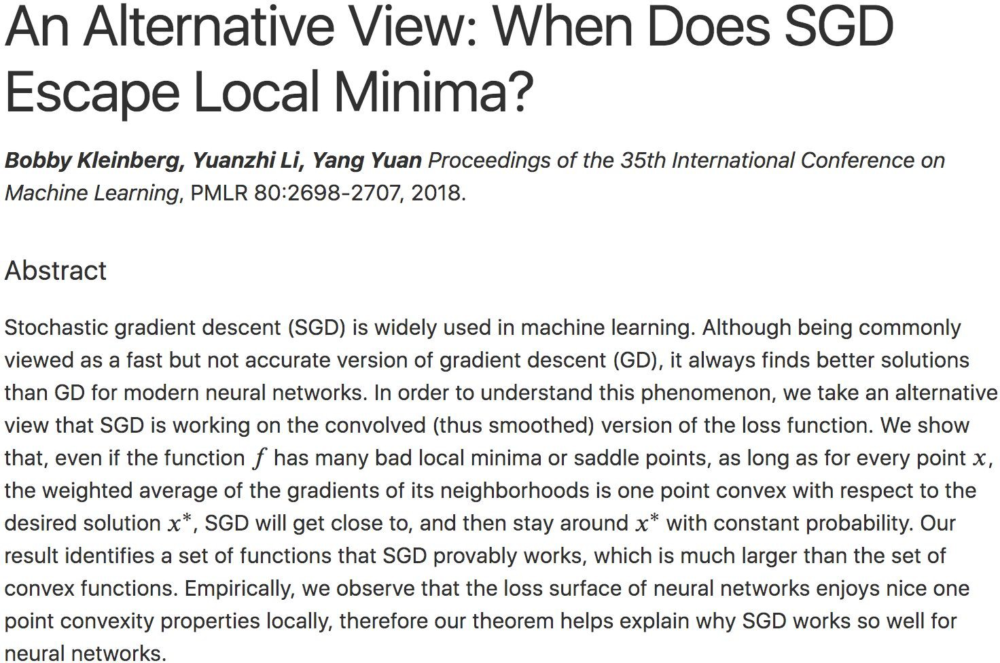 An Alternative View: When Does SGD
Escape Local Minima?
Bobby Kleinberg, Yuanzhi Li, Yang Yuan Proceedings of the 35th International Conference on
Machine Learning, PMLR 80:2698-2707, 2018.
Abstract
Stochastic gradient descent (SGD) is widely used in machine learning. Although being commonly
viewed as a fast but not accurate version of gradient descent (GD), it always finds better solutions
than GD for modern neural networks. In order to understand this phenomenon, we take an alternative
view that SGD is working on the convolved (thus smoothed) version of the loss function. We show
that, even if the function f has many bad local minima or saddle points, as long as for every point x,
the weighted average of the gradients of its neighborhoods is one point convex with respect to the
desired solution x*, SGD will get close to, and then stay around x* with constant probability. Our
result identifies a set of functions that SGD provably works, which is much larger than the set of
convex functions. Empirically, we observe that the loss surface of neural networks enjoys nice one
point convexity properties locally, therefore our theorem helps explain why SGD works so well for
neural networks.